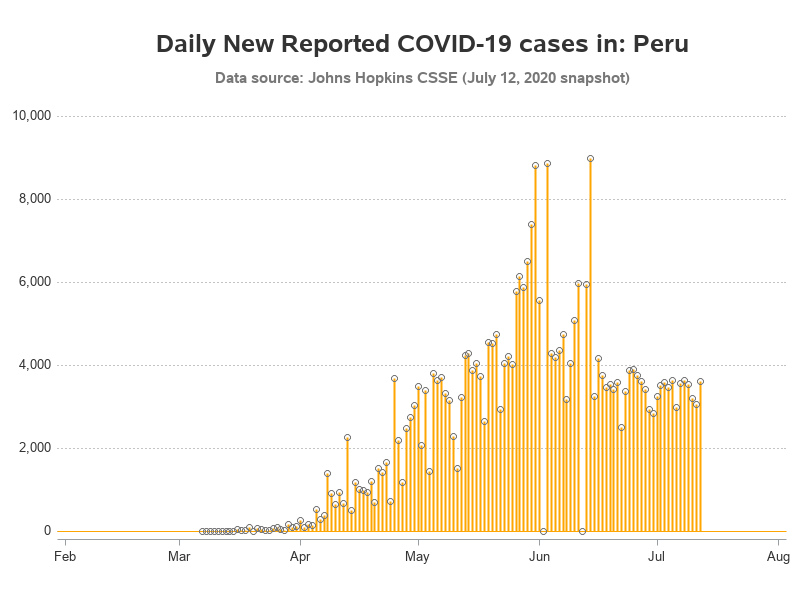 Daily New Reported COVID-19 cases in: Peru
Data source: Johns Hopkins CSSE (July 12, 2020 snapshot)
10,000
8,000
6,000
4,000
2,000
0
Feb Mar Apr May Jun Jul Aug